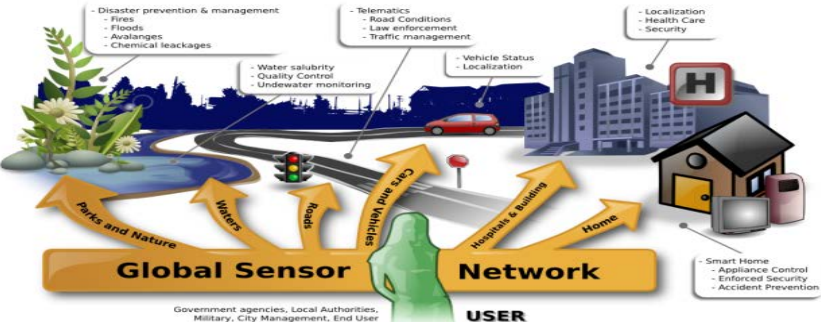 - Disaster prevention & management
- Fires
- Floods
- Avalanges
- Chemical leackages
- Telematics
- Road Conditions
- Law enforcement
- Traffic management
- Localization
- Health Care
- Security
- Water salubrity
- Quality Control
- Undewater monitoring
- Vehicle Status
- Localization
H
Parks and Nature
Waters
Roads
Cars and Vehicles
Hospitals & Building
Home
Global Sensor Network
- Smart Home
- Appliance Control
- Enforced Security
- Accident Prevention
Government agencies, Local Authorities,
Military, City Management, End User
USER